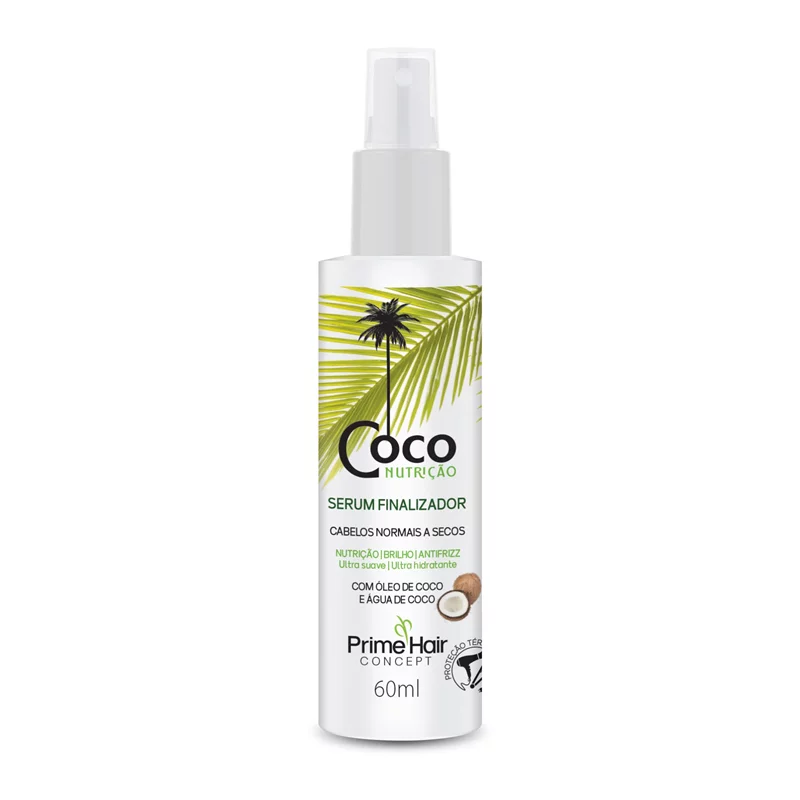 Coco
NUTRIÇÃO
SERUM FINALIZADOR
CABELOS NORMAIS A SECOS
NUTRIÇÃO|BRILHO|ANTIFRIZZ
Ultra suave | Ultra hidratante
COM ÓLEO DE COCO
E ÁGUA DE COCO
Prime Hair
CONCEPT
PROTEÇÃO
60ml